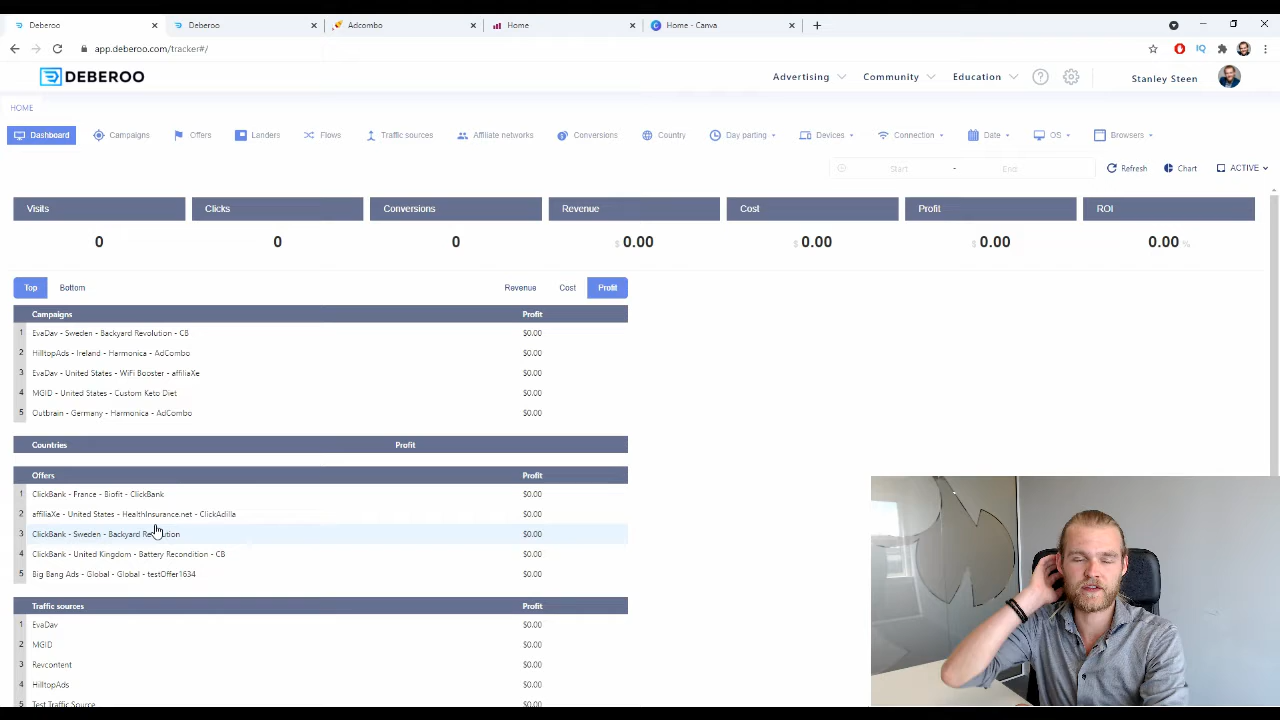 Deberoo
Deberoo
Adcombo
Home
Home - Canva
app.deberoo.com/tracker#/
IQ
DEBEROO
Advertising
Community
Education
Stanley Steen
HOME
Dashboard
Campaigns
Offers
Landers
Flows
Traffic sources
Affiliate networks
Conversions
Country
Day parting
Devices
Connection
Date
OS
Browsers
Start - End
Refresh
Chart
ACTIVE
Visits
Clicks
Conversions
Revenue
Cost
Profit
ROI
0
0
0
$ 0.00
$ 0.00
$ 0.00
0.00 %
Top
Bottom
Revenue
Cost
Profit
Campaigns Profit
1 EvaDav - Sweden - Backyard Revolution - CB $0.00
2 HilltopAds - Ireland - Harmonica - AdCombo $0.00
3 EvaDav - United States - WiFi Booster - affiliaXe $0.00
4 MGID - United States - Custom Keto Diet $0.00
5 Outbrain - Germany - Harmonica - AdCombo $0.00
Countries Profit
Offers Profit
1 ClickBank - France - Biofit - ClickBank $0.00
2 affiliaXe - United States - HealthInsurance.net - ClickAdilla $0.00
3 ClickBank - Sweden - Backyard Revolution $0.00
4 ClickBank - United Kingdom - Battery Recondition - CB $0.00
5 Big Bang Ads - Global - Global - testOffer1634 $0.00
Traffic sources Profit
1 EvaDav $0.00
2 MGID $0.00
3 Revcontent $0.00
4 HilltopAds $0.00
5 Test Traffic Source $0.00